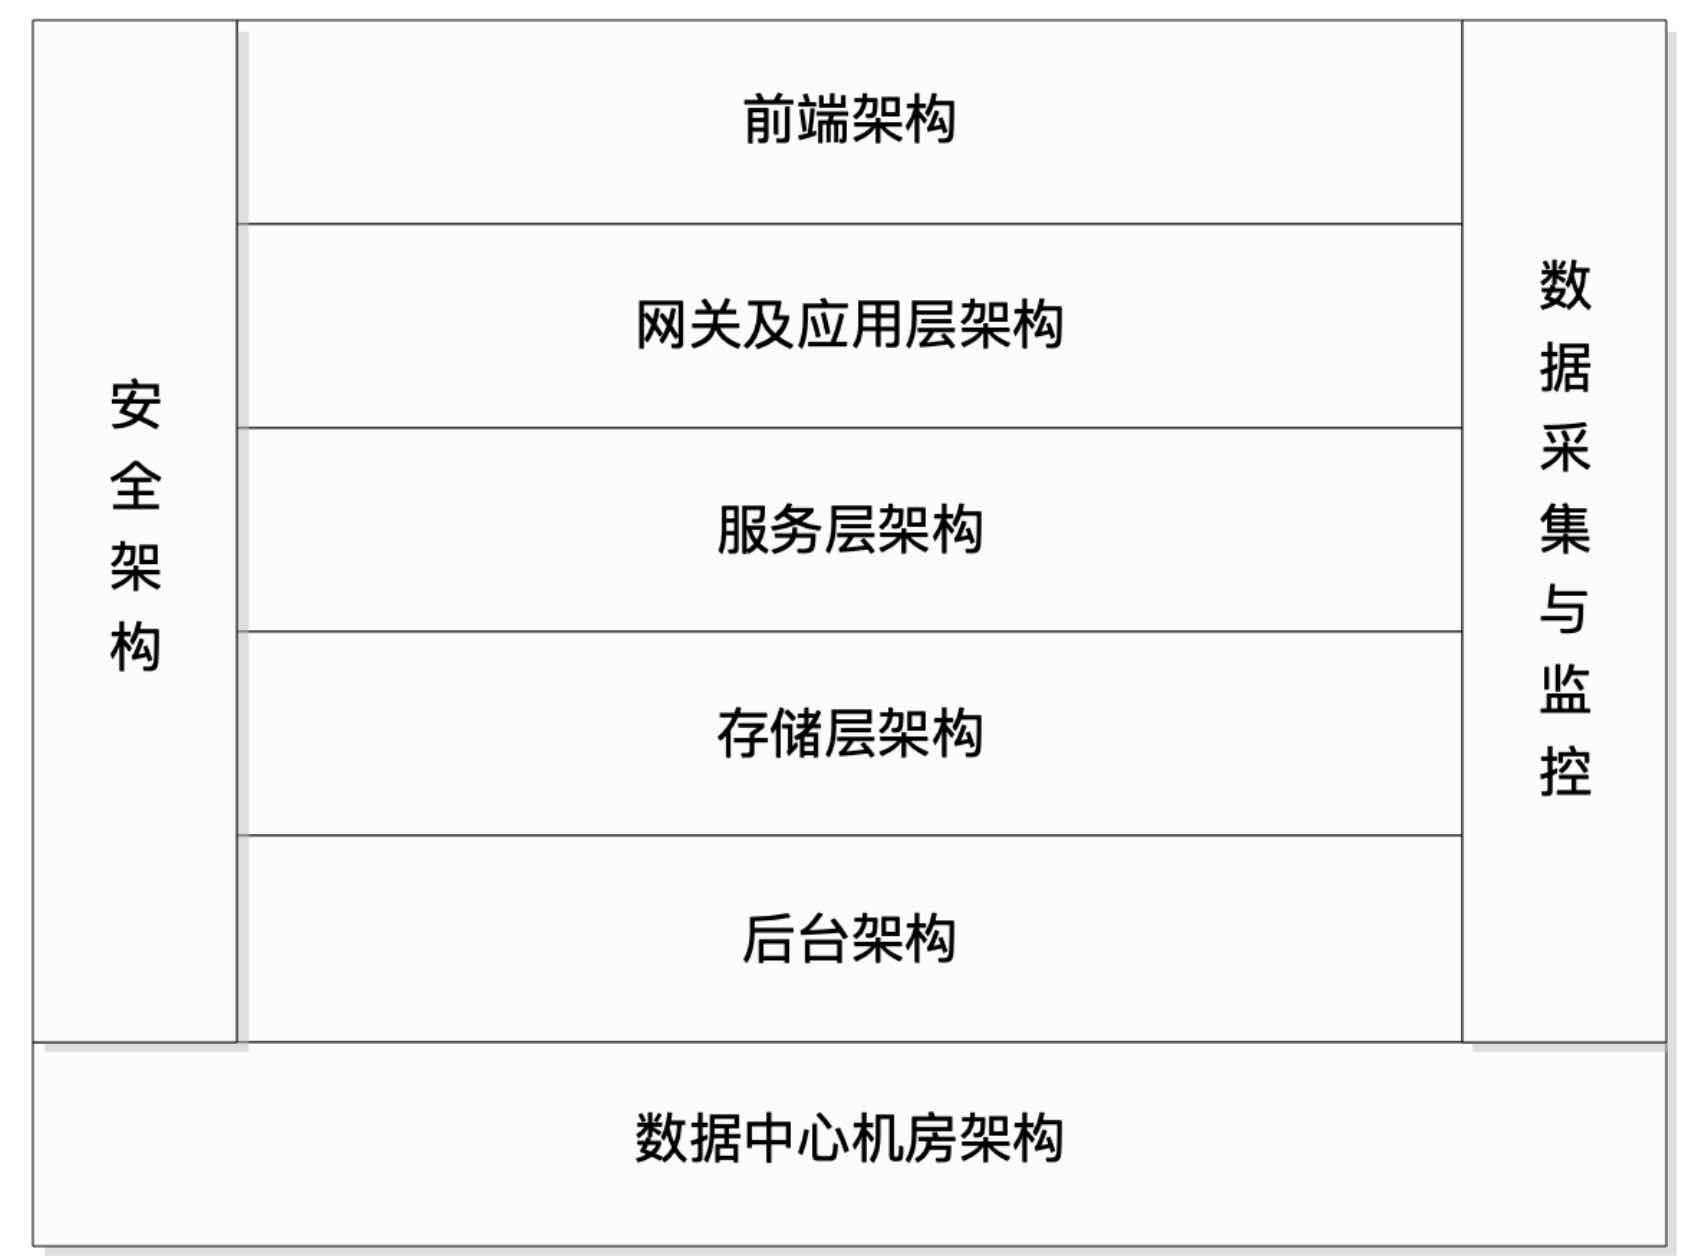 安全架构
前端架构
网关及应用层架构
服务层架构
存储层架构
后台架构
数据采集与监控
数据中心机房架构